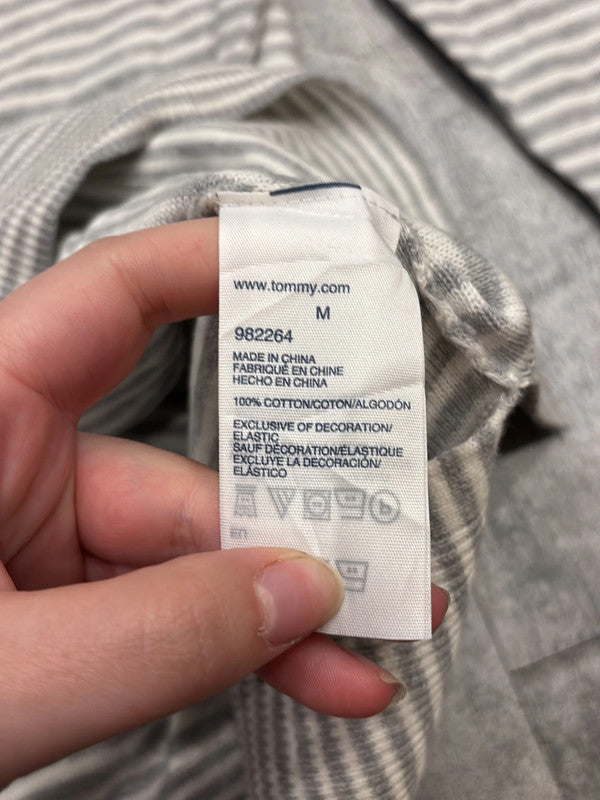 www.tommy.com
M
982264
MADE IN CHINA
FABRIQUÉ EN CHINE
HECHO EN CHINA
100% COTTON/COTON/ALGODÓN
EXCLUSIVE OF DECORATION/
ELASTIC
SAUF DÉCORATION/ÉLASTIQUE
EXCLUYE LA DECORACIÓN/
ELÁSTICO